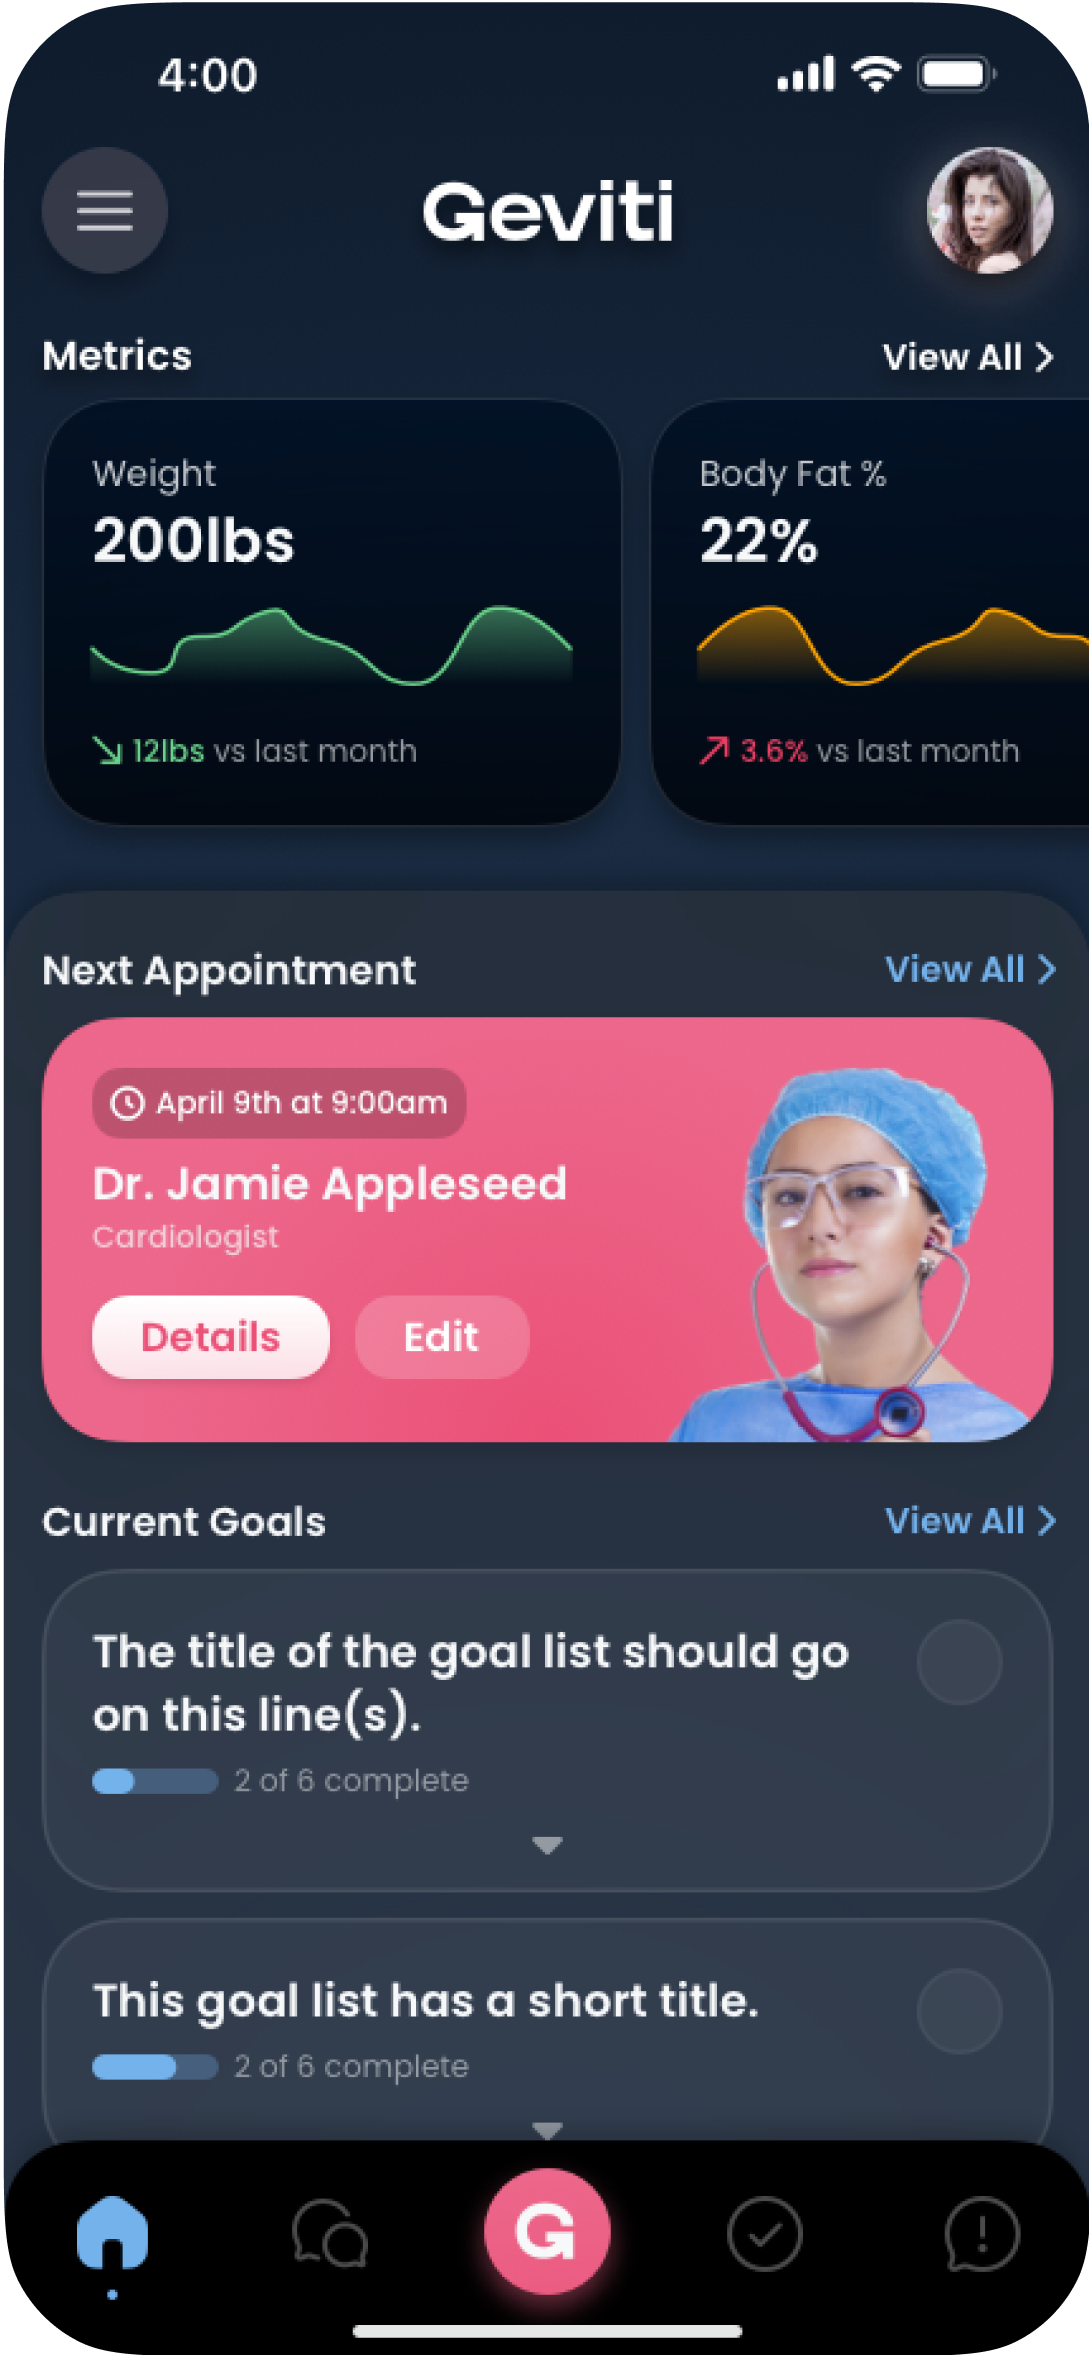 4:00
Geviti
Metrics
View All
Weight
200lbs
12lbs vs last month
Body Fat %
22%
3.6% vs last month
Next Appointment
View All
April 9th at 9:00am
Dr. Jamie Appleseed
Cardiologist
Details
Edit
Current Goals
View All
The title of the goal list should go
on this line(s).
2 of 6 complete
This goal list has a short title.
2 of 6 complete
G